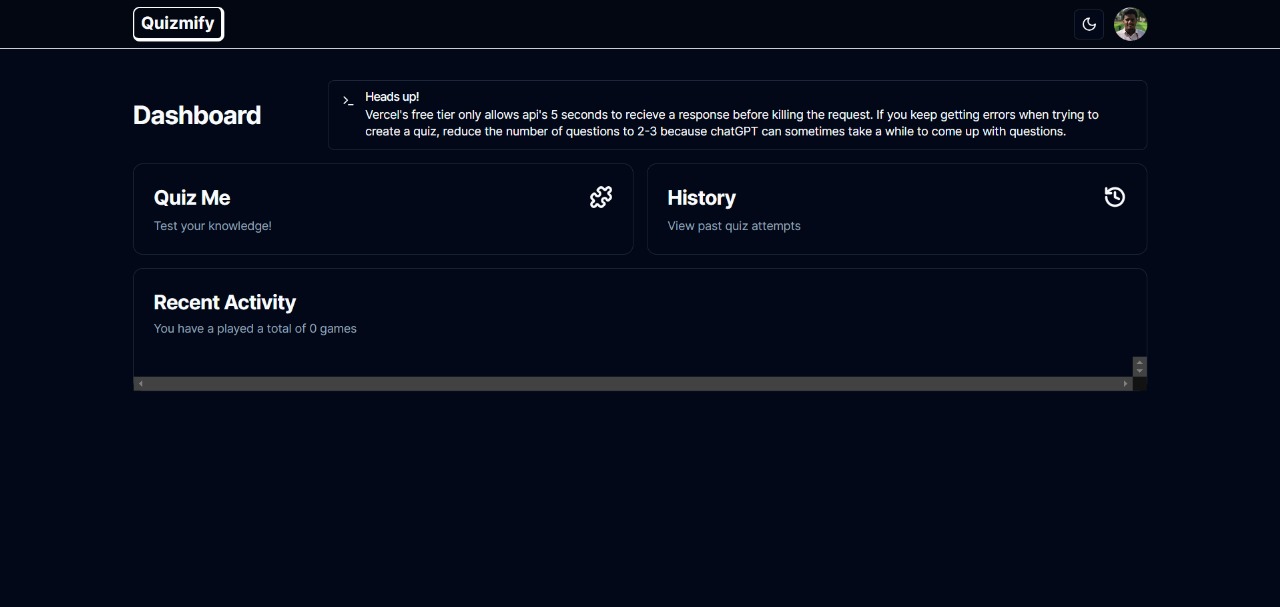 Quizmify
Dashboard
Heads up!
Vercel's free tier only allows api's 5 seconds to recieve a response before killing the request. If you keep getting errors when trying to
create a quiz, reduce the number of questions to 2-3 because chatGPT can sometimes take a while to come up with questions.
Quiz Me
Test your knowledge!
History
View past quiz attempts
Recent Activity
You have a played a total of 0 games